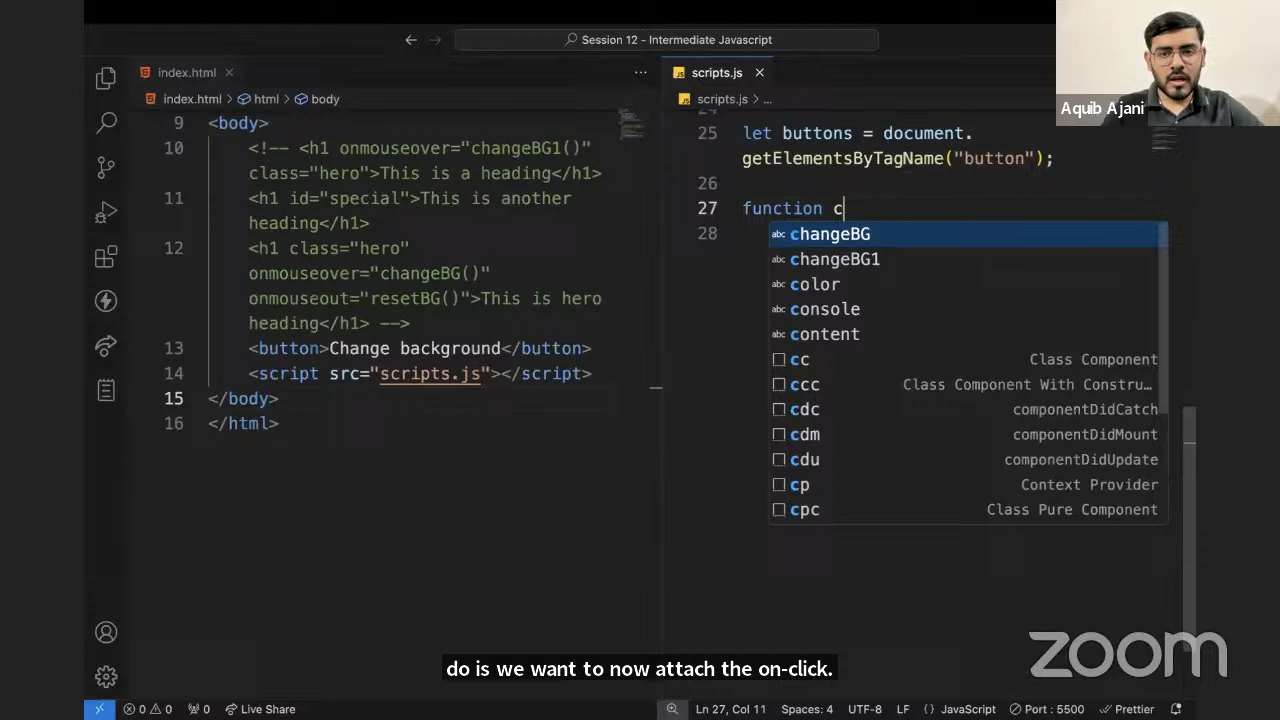 Session 12 - Intermediate Javascript
index.html
index.html > html > body
9 <body>
10 <!-- <h1 onmouseover="changeBG1()"
class="hero">This is a heading</h1>
11 <h1 id="special">This is another
heading</h1>
12 <h1 class="hero"
onmouseover="changeBG()"
onmouseout="resetBG()">This is hero
heading</h1> -->
13 <button>Change background</button>
14 <script src="scripts.js"></script>
15 </body>
16 </html>
scripts.js
scripts.js > ...
25 let buttons = document.
getElementsByTagName("button");
26
27 function c
28
abc changeBG
abc changeBG1
abc color
abc console
abc content
cc Class Component
ccc Class Component With Constru...
cdc componentDidCatch
cdm componentDidMount
cdu componentDidUpdate
cp Context Provider
cpc Class Pure Component
Aquib Ajani
zoom
do is we want to now attach the on-click.
0 0 0 Live Share Ln 27, Col 11 Spaces: 4 UTF-8 LF {} JavaScript Port : 5500 Prettier